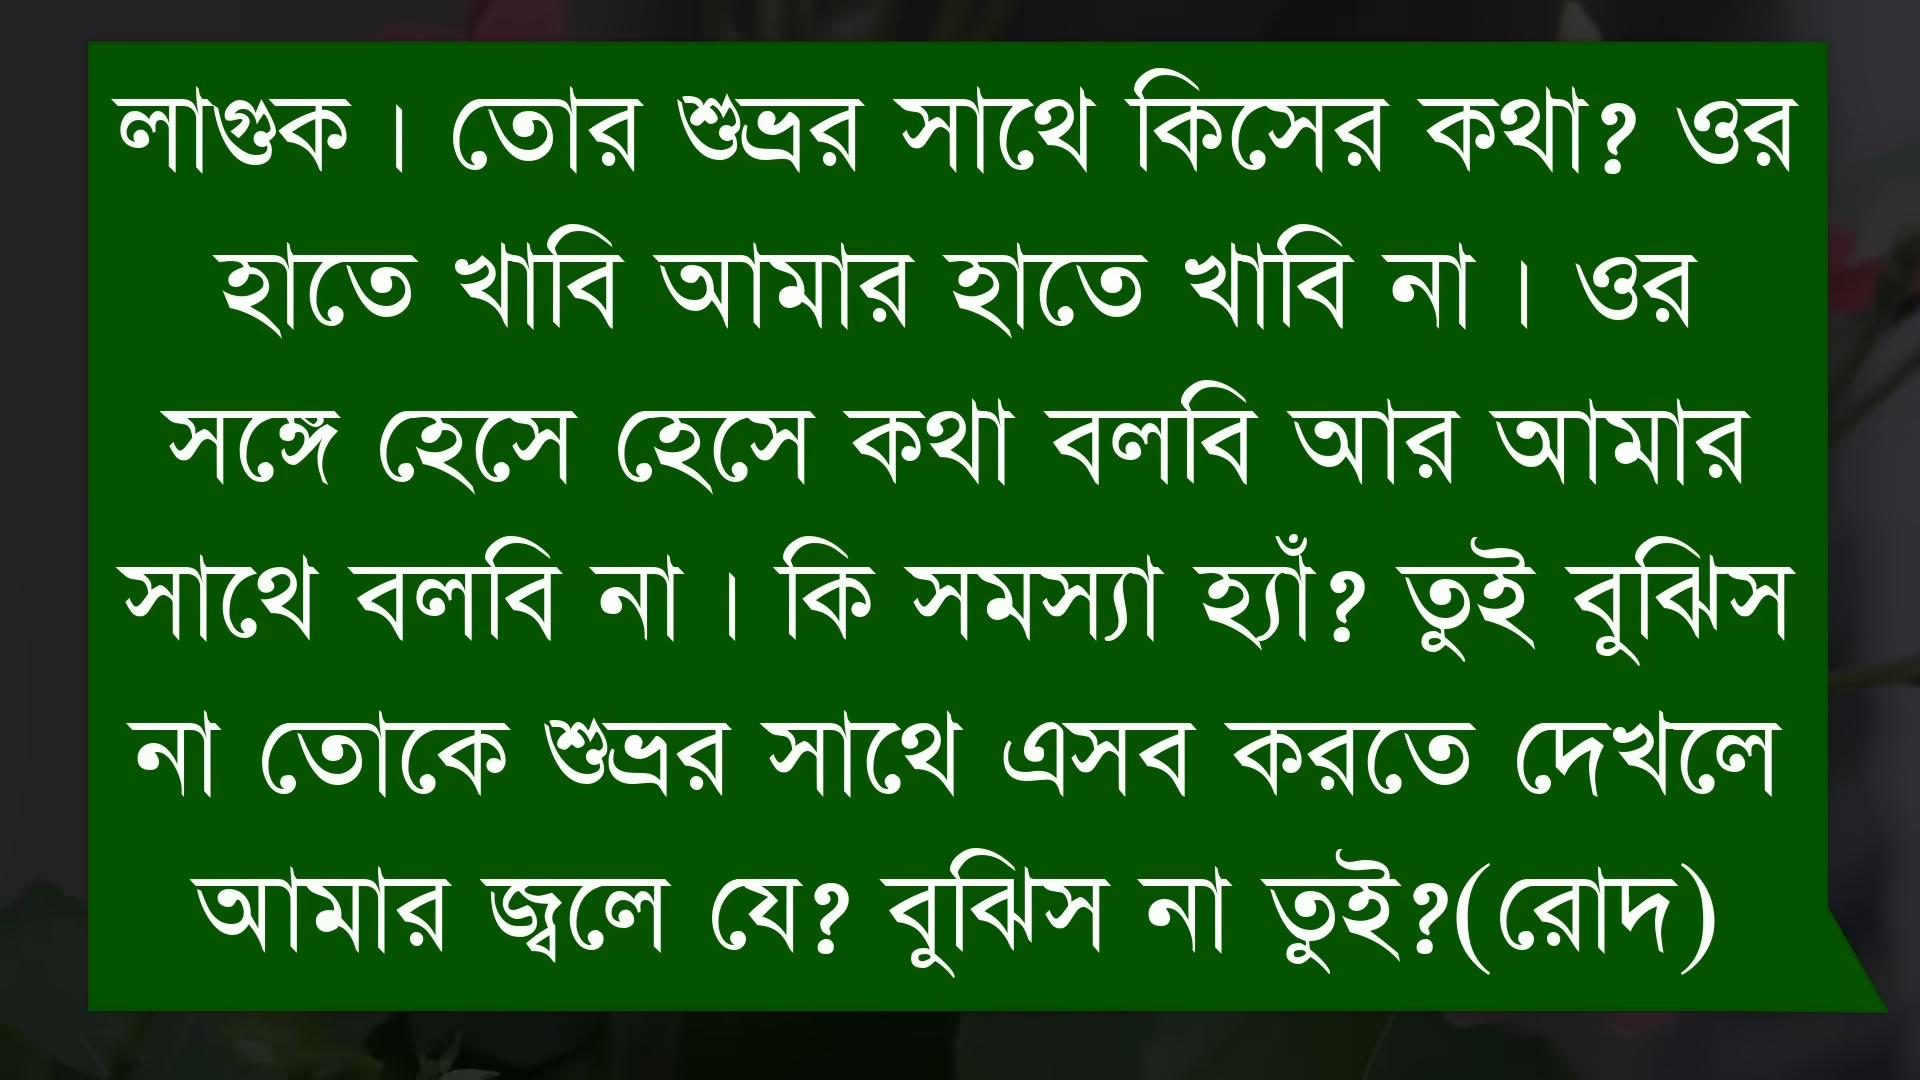 লাগুক। তোর শুভ্রর সাথে কিসের কথা? ওর
হাতে খাবি আমার হাতে খাবি না। ওর
সঙ্গে হেসে হেসে কথা বলবি আর আমার
সাথে বলবি না। কি সমস্যা হ্যাঁ? তুই বুঝিস
না তোকে শুভ্রর সাথে এসব করতে দেখলে
আমার জ্বলে যে? বুঝিস না তুই?(রোদ)